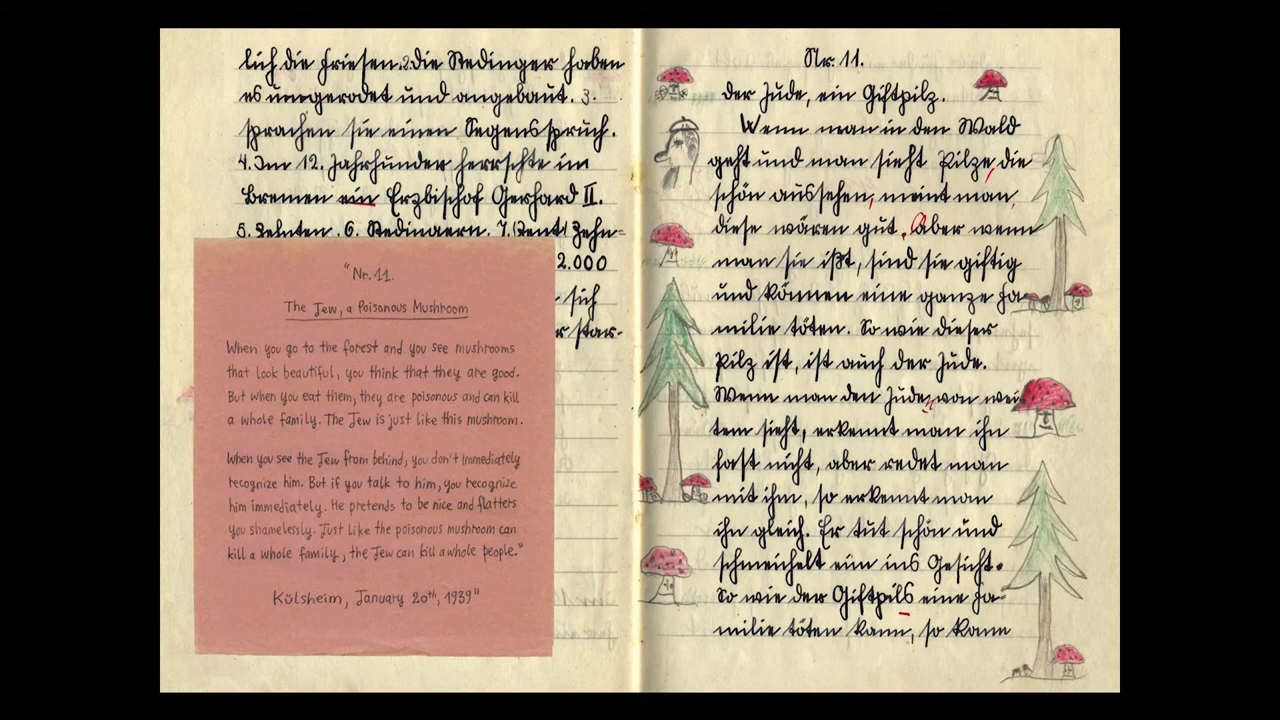 lich die Friesen. 2. die Stedinger haben
es umgerodet und angebaut. 3.
sprachen sie einen Segensspruch.
4. Im 12. Jahrhunder herrschte im
Bremen ein Erzbischof Gerhard II.
5. Zehnten. 6. Stedingern. 7. Zehn-
2.000
sich
r star-
"Nr. 11.
The Jew, a Poisonous Mushroom
When you go to the forest and you see mushrooms
that look beautiful, you think that they are good.
But when you eat them, they are poisonous and can kill
a whole family. The Jew is just like this mushroom.
When you see the Jew from behind, you don't immediately
recognize him. But if you talk to him, you recognize
him immediately. He pretends to be nice and flatters
you shamelessly. Just like the poisonous mushroom can
kill a whole family, the Jew can kill a whole people."
Külsheim, January 20th, 1939"
Nr. 11.
der Jude, ein Giftpilz.
Wenn man in den Wald
geht und man sieht Pilze, die
schön aussehen, meint man,
diese wären gut. Aber wenn
man sie ißt, sind sie giftig
und können eine ganze Fa-
milie töten. So wie dieser
Pilz ist, ist auch der Jude.
Wenn man den Jude, von wei
tem sieht, erkennt man ihn
fast nicht, aber redet man
mit ihm, so erkennt man
ihn gleich. Er tut schön und
schmeichelt eim ins Gesicht.
So wie der Giftpils eine Fa-
milie töten kann, so kann